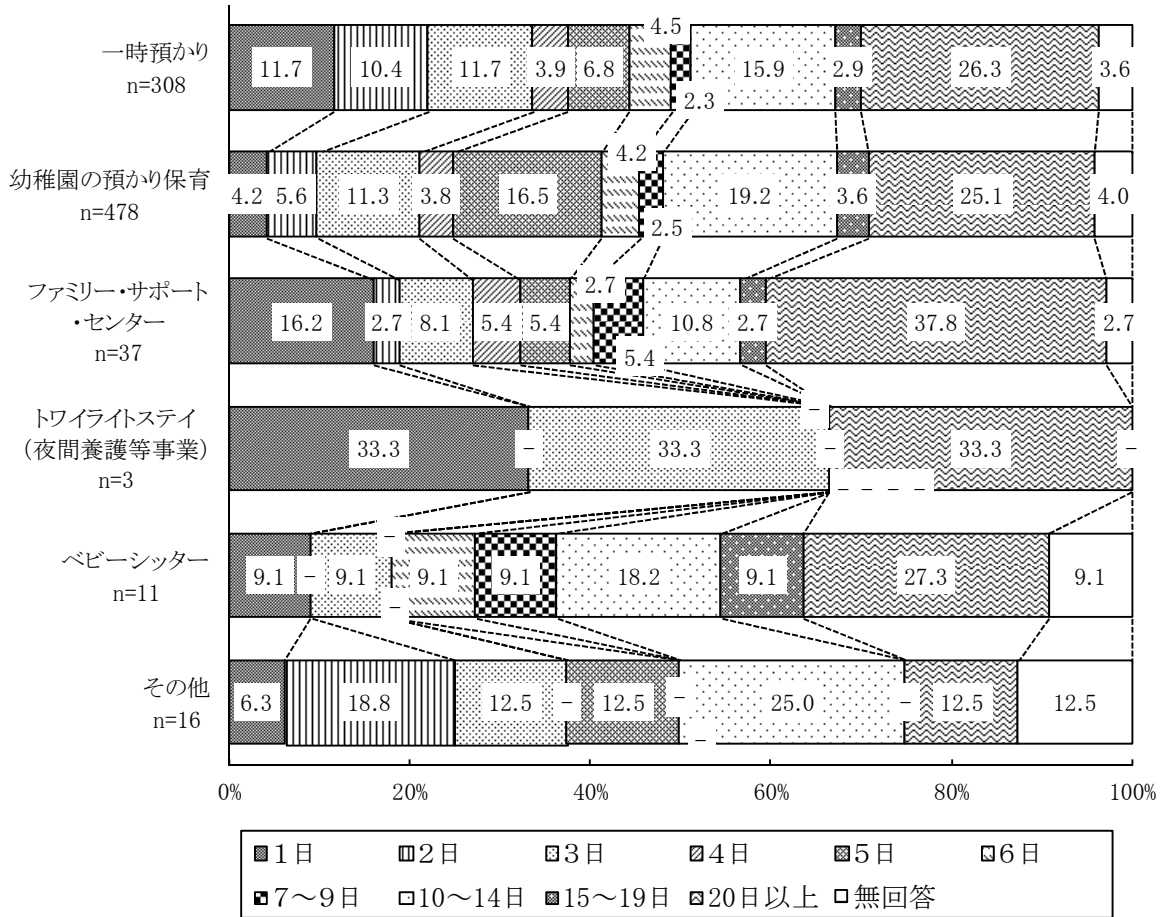 4.5
一時預かり
n=308
11.7 10.4 11.7 3.9 6.8 15.9 2.9 26.3 3.6
2.3
4.2
幼稚園の預かり保育
n=478
4.2 5.6 11.3 3.8 16.5 19.2 3.6 25.1 4.0
2.5
2.7
ファミリー・サポート
・センター
n=37
16.2 2.7 8.1 5.4 5.4 10.8 2.7 37.8 2.7
5.4
－
トワイライトステイ
（夜間養護等事業）
n=3
33.3 － 33.3 － 33.3 －
－ － － －
－
ベビーシッター
n=11
9.1 － 9.1 9.1 9.1 18.2 9.1 27.3 9.1
－
その他
n=16
6.3 18.8 12.5 － 12.5 － 25.0 － 12.5 12.5
－
0% 20% 40% 60% 80% 100%
１日 ２日 ３日 ４日 ５日 ６日
７～９日 10～14日 15～19日 20日以上 無回答